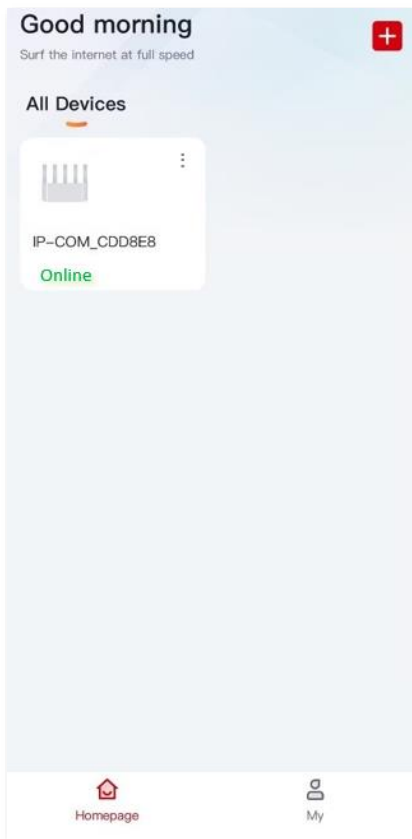 Good morning
Surf the internet at full speed
All Devices
IP-COM_CDD8E8
Online
Homepage
My